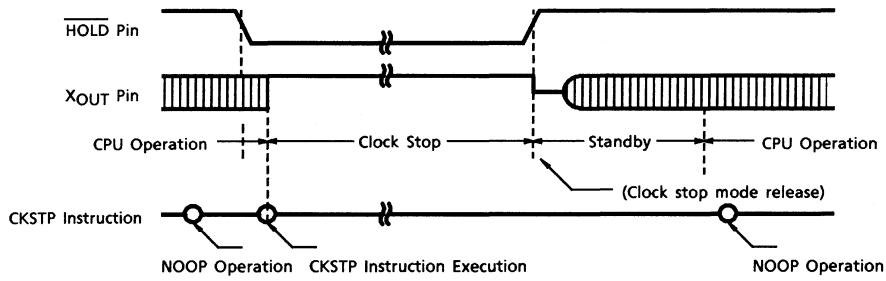 HOLD Pin
XOUT Pin
CPU Operation
Clock Stop
Standby
CPU Operation
(Clock stop mode release)
CKSTP Instruction
NOOP Operation
CKSTP Instruction Execution
NOOP Operation